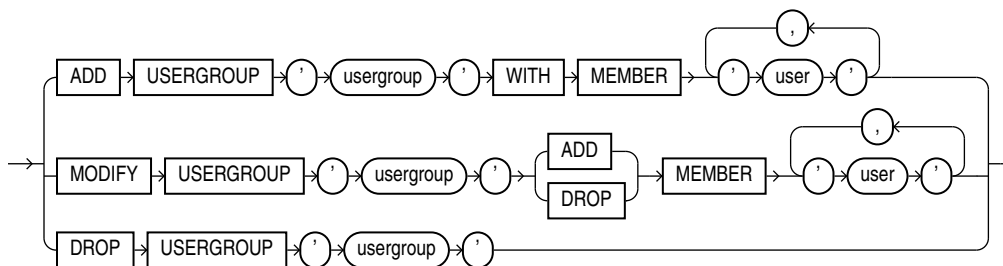 ,
ADD USERGROUP ' usergroup ' WITH MEMBER ' user '
,
ADD
MODIFY USERGROUP ' usergroup ' MEMBER ' user '
DROP
DROP USERGROUP ' usergroup '